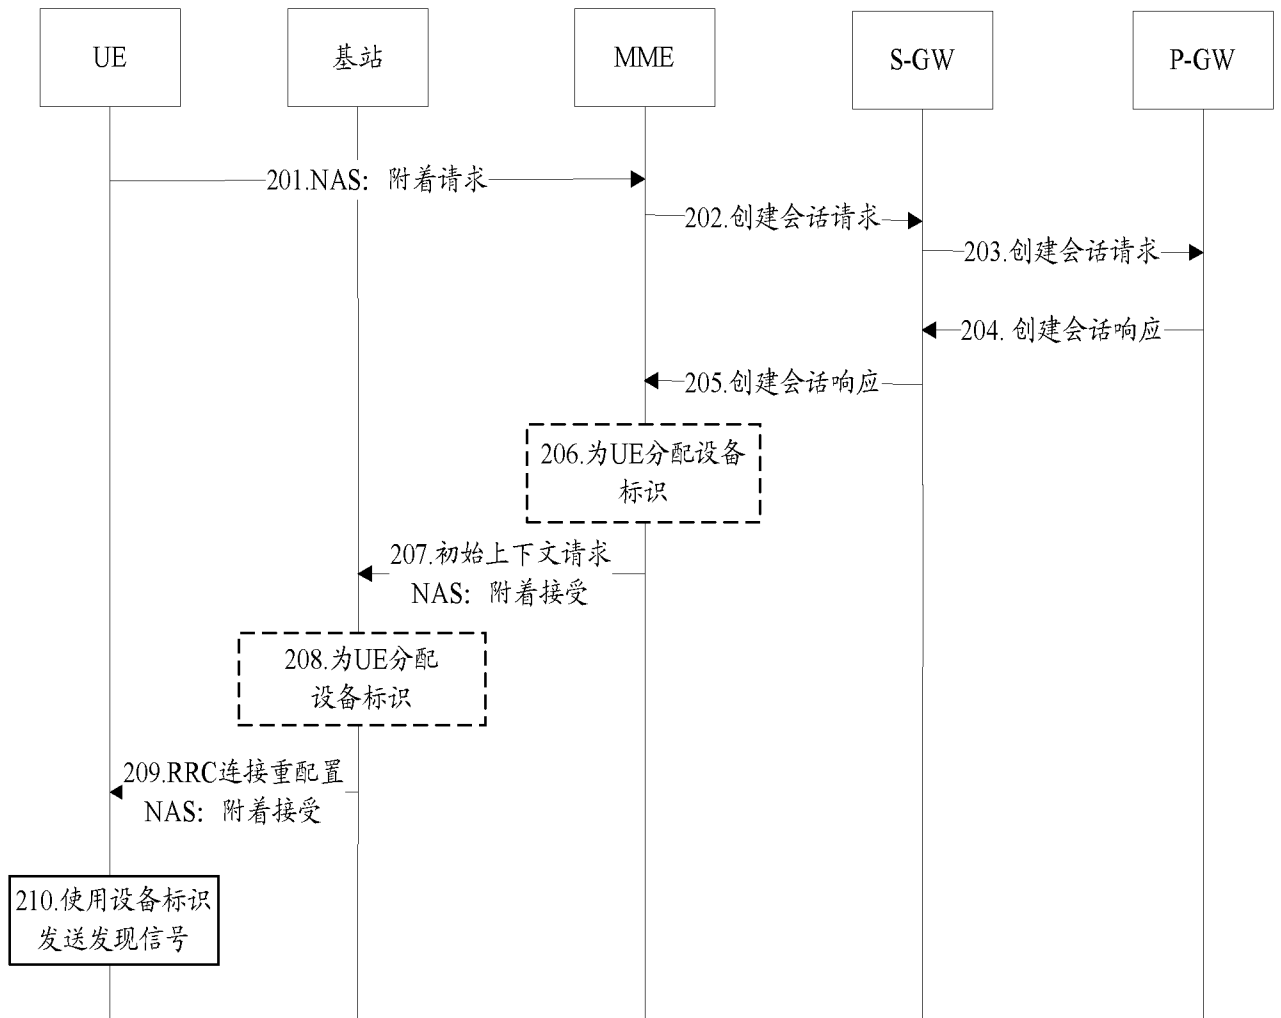 UE
基站
MME
S-GW
P-GW
201.NAS: 附着请求
202.创建会话请求
203.创建会话请求
204. 创建会话响应
205.创建会话响应
206.为UE分配设备
标识
207.初始上下文请求
NAS: 附着接受
208.为UE分配
设备标识
209.RRC连接重配置
NAS: 附着接受
210.使用设备标识
发送发现信号